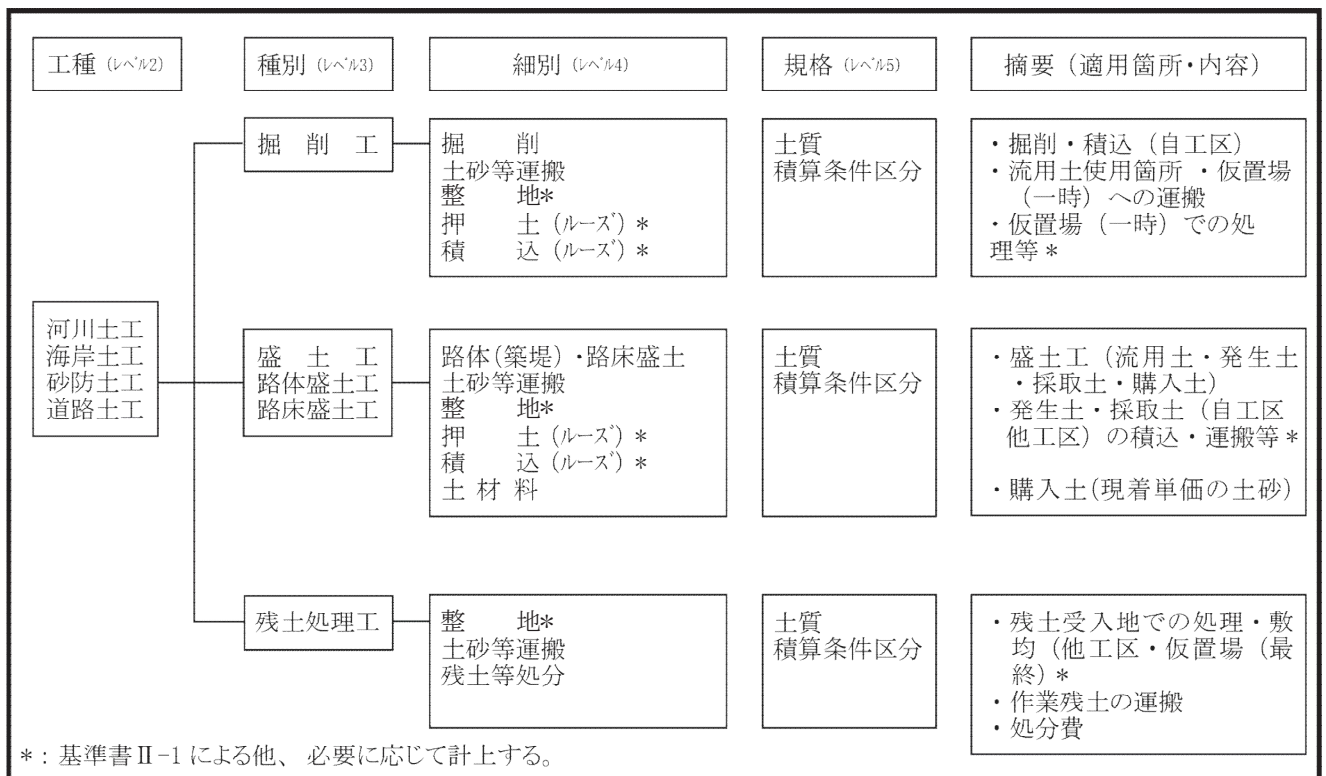 工種 (レベル2)
種別 (レベル3)
細別 (レベル4)
規格 (レベル5)
摘要 (適用箇所・内容)
河川土工
海岸土工
砂防土工
道路土工
掘 削 工
掘 削
土砂等運搬
整 地*
押 土 (ルーズ) *
積 込 (ルーズ) *
土質
積算条件区分
・掘削・積込 (自工区)
・流用土使用箇所 ・仮置場
(一時) への運搬
・仮置場 (一時) での処
理等 *
盛 土 工
路体盛土工
路床盛土工
路体(築堤)・路床盛土
土砂等運搬
整 地*
押 土 (ルーズ) *
積 込 (ルーズ) *
土 材 料
土質
積算条件区分
・盛土工 (流用土・発生土
・採取土・購入土)
・発生土・採取土 (自工区
他工区) の積込・運搬等 *
・購入土(現着単価の土砂)
残土処理工
整 地*
土砂等運搬
残土等処分
土質
積算条件区分
・残土受入地での処理・敷
均 (他工区・仮置場 (最
終) *
・作業残土の運搬
・処分費
* : 基準書Ⅱ-1 による他、 必要に応じて計上する。